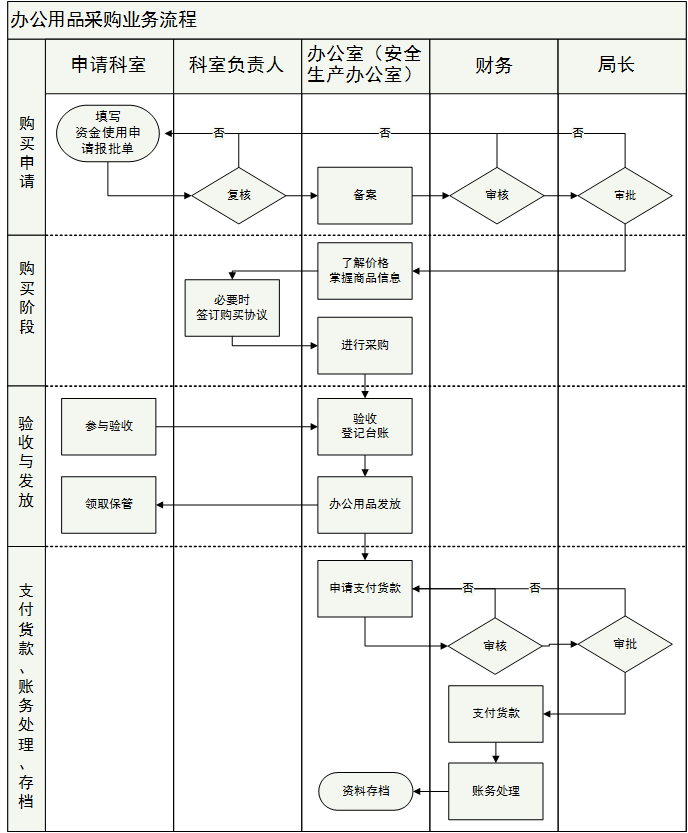 办公用品采购业务流程
申请科室
科室负责人
办公室（安全
生产办公室）
财务
局长
购买申请
填写
资金使用申
请报批单
否
否
否
复核
备案
审核
审批
购买阶段
了解价格
掌握商品信息
必要时
签订购买协议
进行采购
验收与发放
参与验收
验收
登记台账
领取保管
办公用品发放
支付货款、账务处理、存档
申请支付货款
否
否
审核
审批
支付货款
资料存档
账务处理